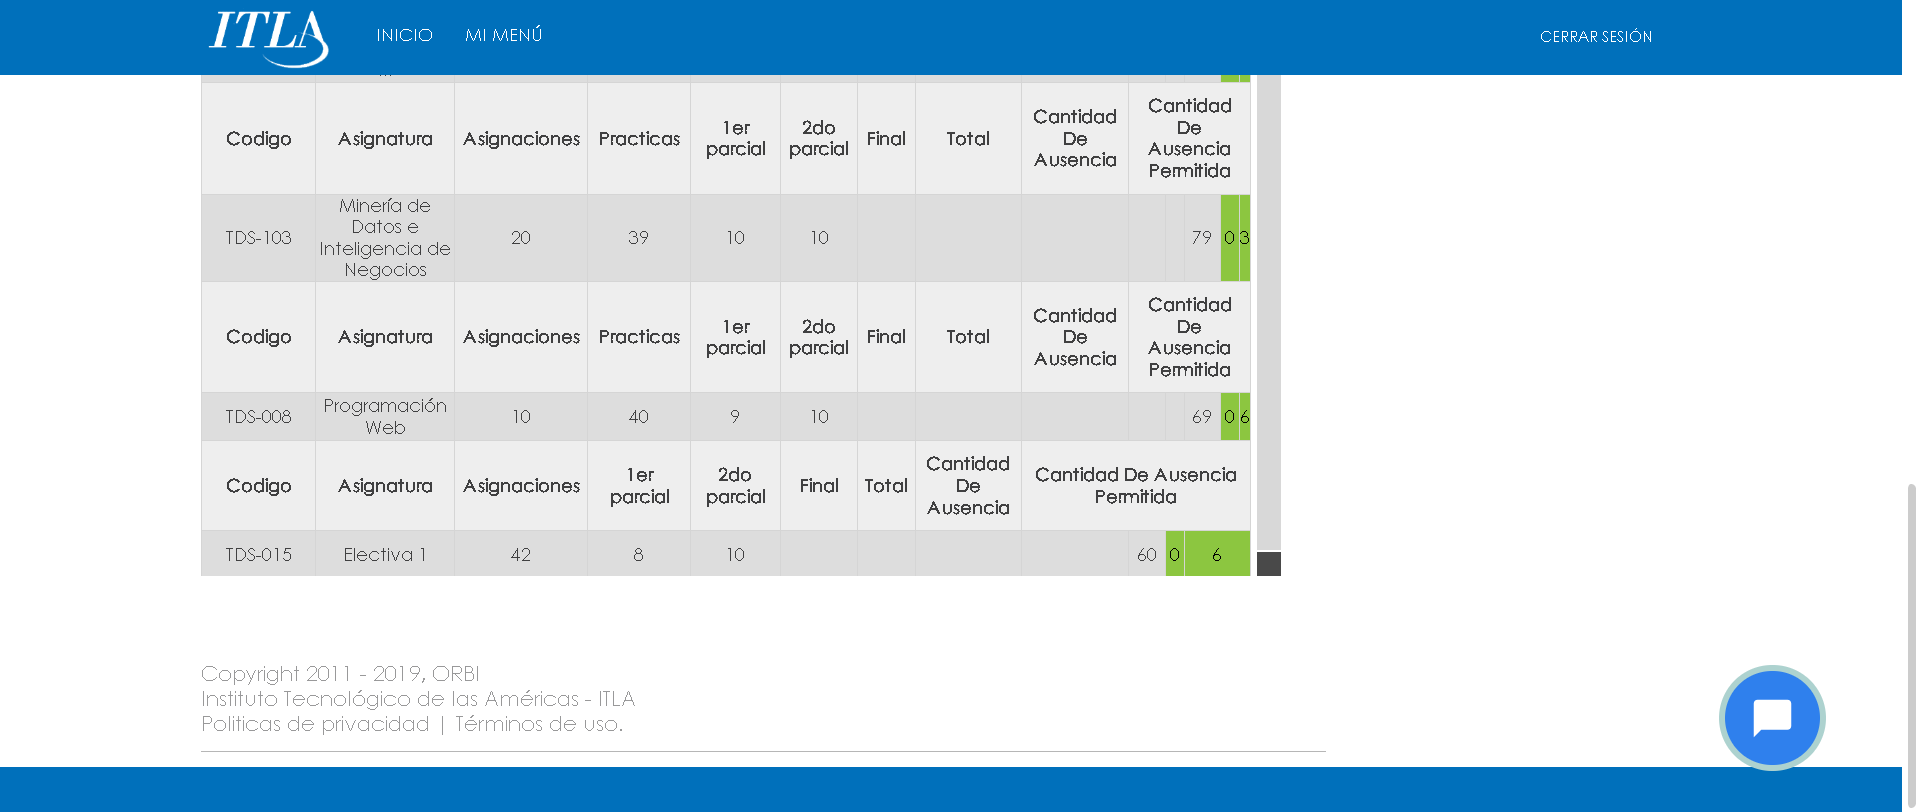 ITLA INICIO MI MENÚ CERRAR SESIÓN
Codigo Asignatura Asignaciones Practicas 1er parcial 2do parcial Final Total Cantidad De Ausencia Cantidad De Ausencia Permitida
TDS-103 Minería de Datos e Inteligencia de Negocios 20 39 10 10 79 0 3
Codigo Asignatura Asignaciones Practicas 1er parcial 2do parcial Final Total Cantidad De Ausencia Cantidad De Ausencia Permitida
TDS-008 Programación Web 10 40 9 10 69 0 6
Codigo Asignatura Asignaciones 1er parcial 2do parcial Final Total Cantidad De Ausencia Cantidad De Ausencia Permitida
TDS-015 Electiva 1 42 8 10 60 0 6
Copyright 2011 - 2019, ORBI
Instituto Tecnológico de las Américas - ITLA
Politicas de privacidad | Términos de uso.